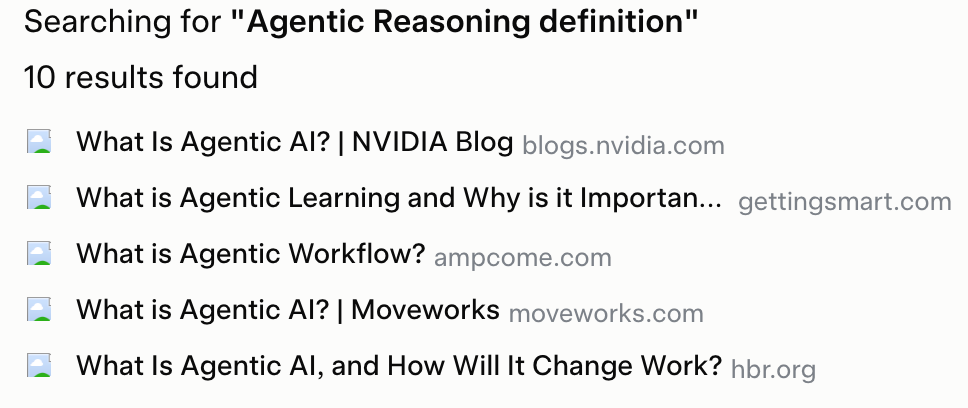 Searching for "Agentic Reasoning definition"
10 results found
What Is Agentic AI? | NVIDIA Blog blogs.nvidia.com
What is Agentic Learning and Why is it Importan... gettingsmart.com
What is Agentic Workflow? ampcome.com
What is Agentic AI? | Moveworks moveworks.com
What Is Agentic AI, and How Will It Change Work? hbr.org